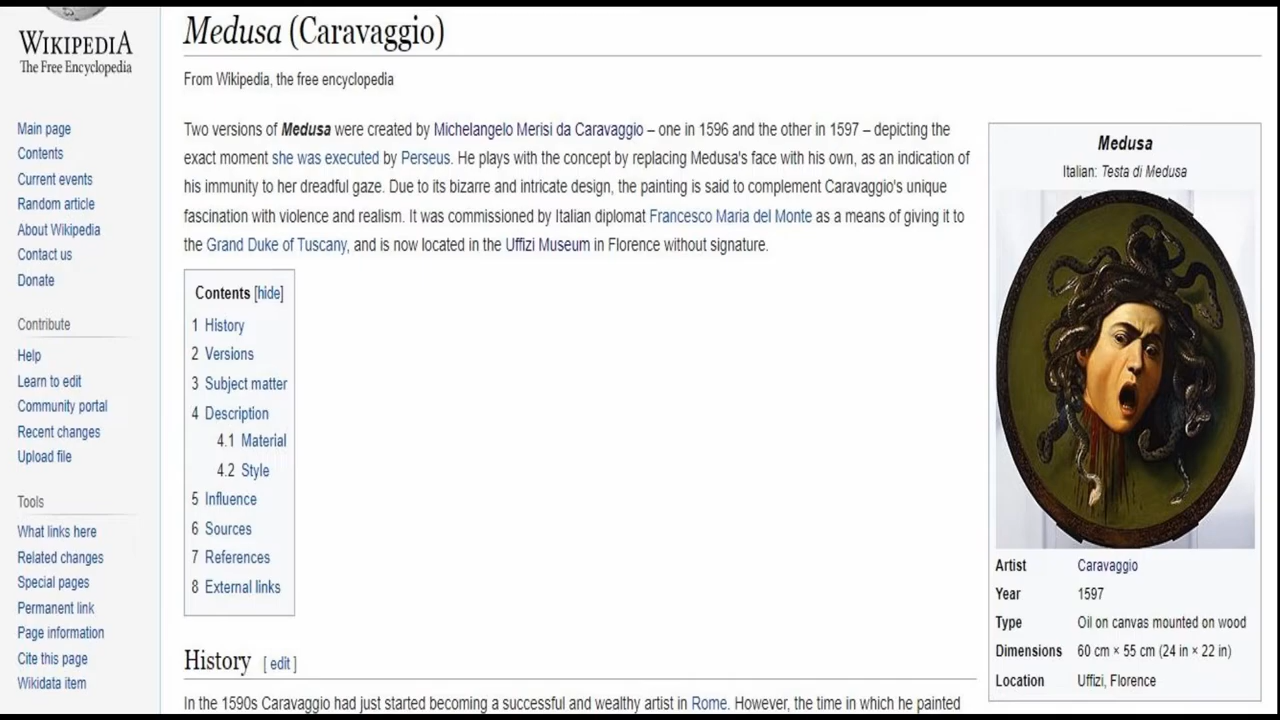 WIKIPEDIA
The Free Encyclopedia
Main page
Contents
Current events
Random article
About Wikipedia
Contact us
Donate
Contribute
Help
Learn to edit
Community portal
Recent changes
Upload file
Tools
What links here
Related changes
Special pages
Permanent link
Page information
Cite this page
Wikidata item
Medusa (Caravaggio)
From Wikipedia, the free encyclopedia
Two versions of Medusa were created by Michelangelo Merisi da Caravaggio – one in 1596 and the other in 1597 – depicting the
exact moment she was executed by Perseus. He plays with the concept by replacing Medusa's face with his own, as an indication of
his immunity to her dreadful gaze. Due to its bizarre and intricate design, the painting is said to complement Caravaggio's unique
fascination with violence and realism. It was commissioned by Italian diplomat Francesco Maria del Monte as a means of giving it to
the Grand Duke of Tuscany, and is now located in the Uffizi Museum in Florence without signature.
Contents [hide]
1 History
2 Versions
3 Subject matter
4 Description
4.1 Material
4.2 Style
5 Influence
6 Sources
7 References
8 External links
History [ edit ]
In the 1590s Caravaggio had just started becoming a successful and wealthy artist in Rome. However, the time in which he painted
Medusa
Italian: Testa di Medusa
Artist Caravaggio
Year 1597
Type Oil on canvas mounted on wood
Dimensions 60 cm × 55 cm (24 in × 22 in)
Location Uffizi, Florence